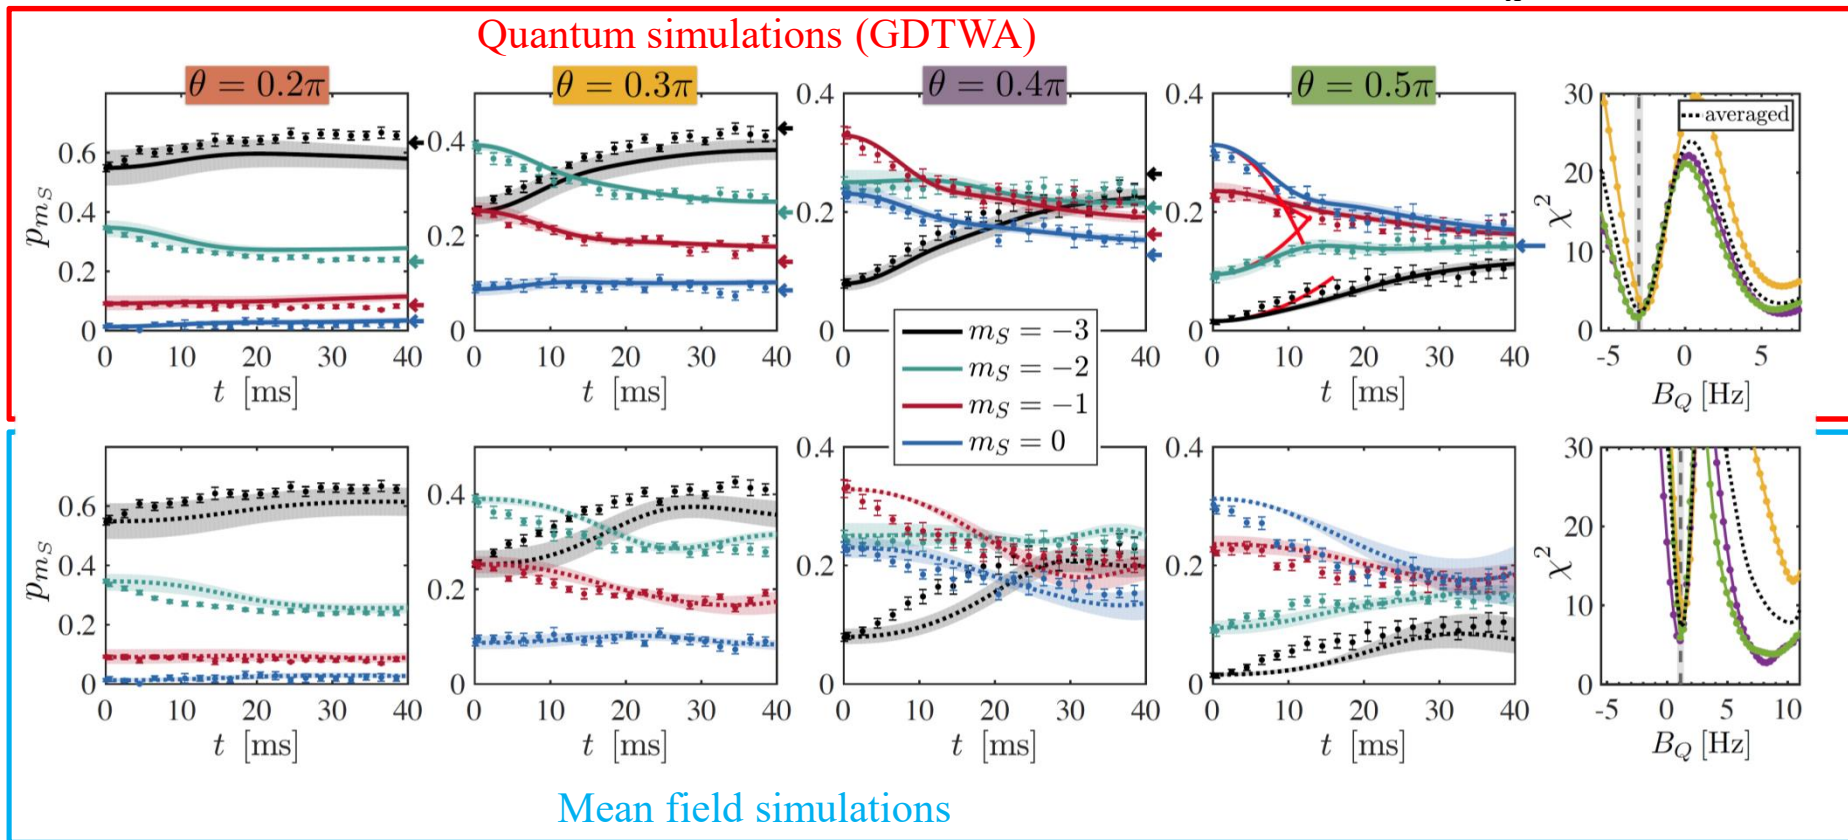 Quantum simulations (GDTWA)
θ = 0.2π
θ = 0.3π
θ = 0.4π
θ = 0.5π
p_{m_S}
0.6
0.4
0.2
0
0 10 20 30 40
t [ms]
0.4
0.2
0
0 10 20 30 40
t [ms]
0.4
0.2
0
0 10 20 30 40
t [ms]
0.4
0.2
0
0 10 20 30 40
t [ms]
χ²
30
20
10
0
averaged
-5 0 5
B_Q [Hz]
m_S = −3
m_S = −2
m_S = −1
m_S = 0
p_{m_S}
0.6
0.4
0.2
0
0 10 20 30 40
t [ms]
0.4
0.2
0
0 10 20 30 40
t [ms]
0.4
0.2
0
0 10 20 30 40
t [ms]
0.4
0.2
0
0 10 20 30 40
t [ms]
χ²
30
20
10
0
-5 0 5 10
B_Q [Hz]
Mean field simulations